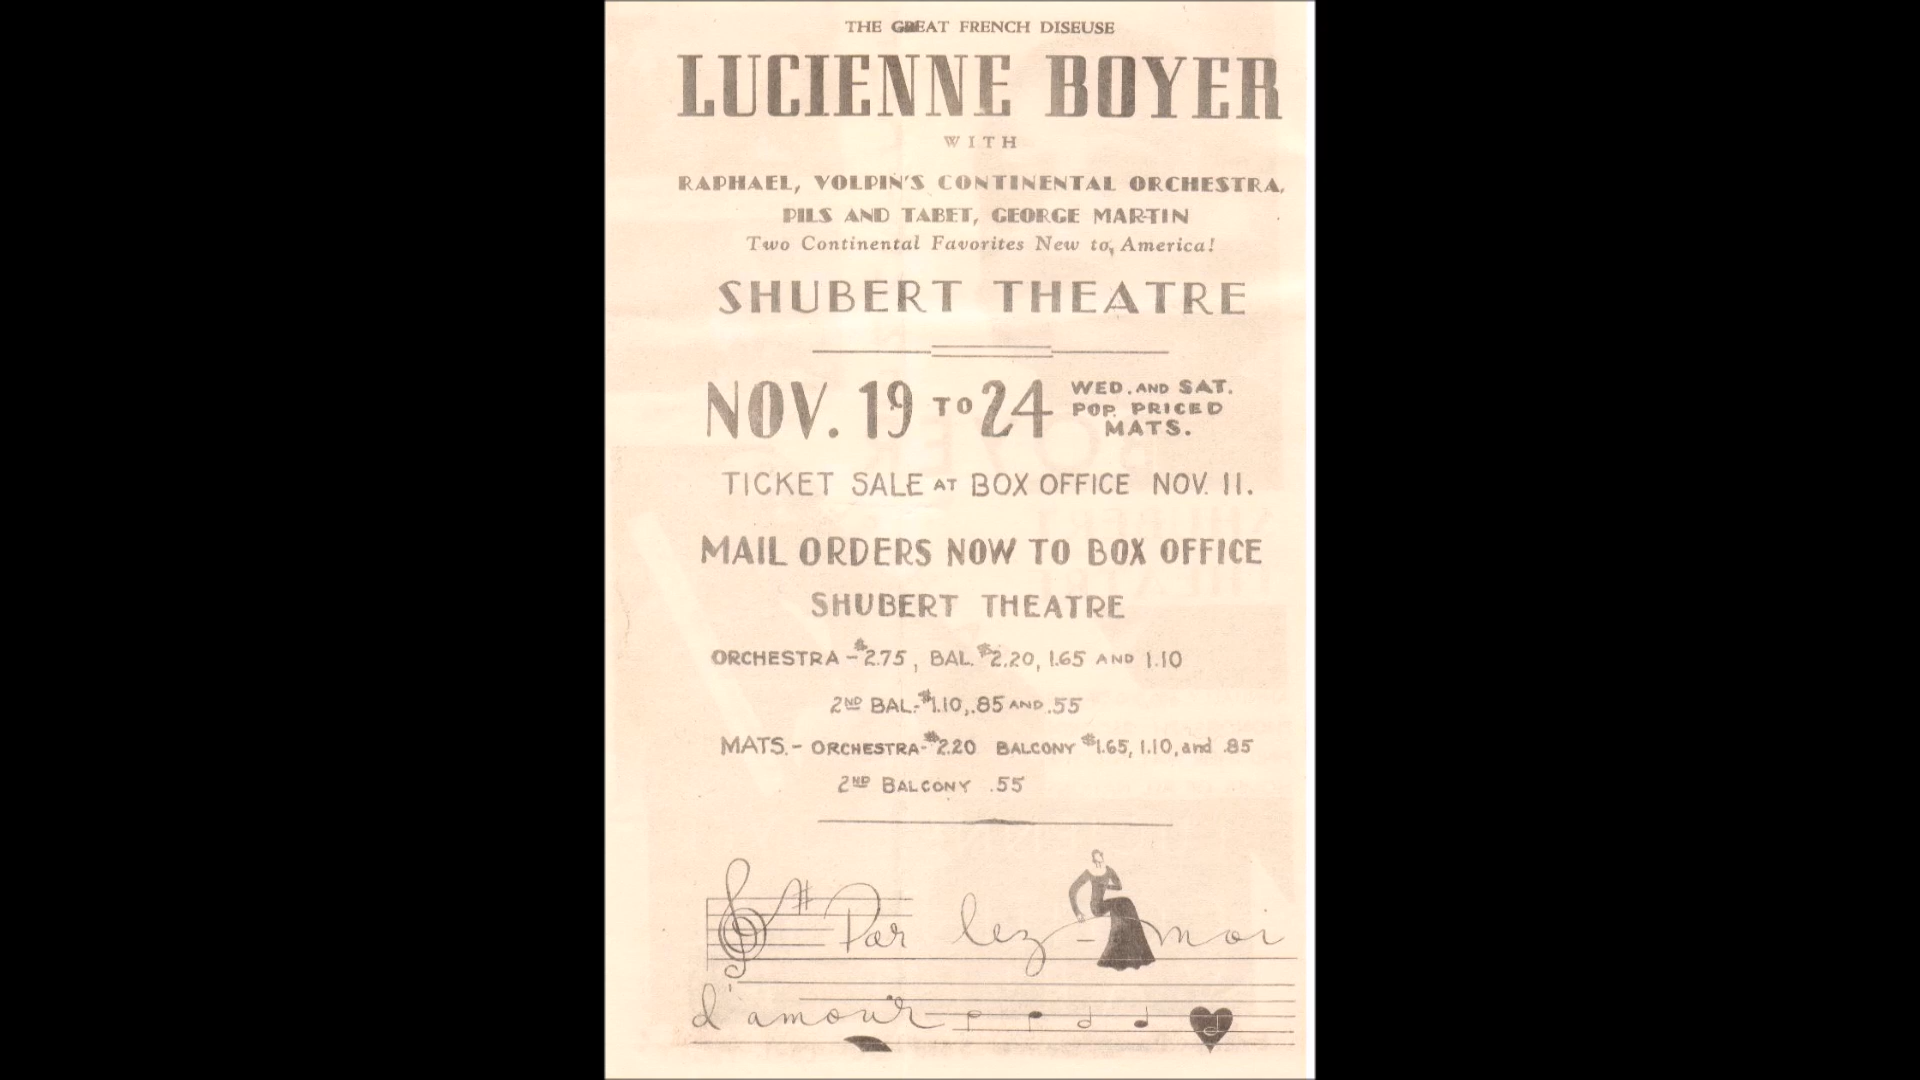 THE GREAT FRENCH DISEUSE
LUCIENNE BOYER
WITH
RAPHAEL, VOLPIN'S CONTINENTAL ORCHESTRA,
PILS AND TABET, GEORGE MARTIN
Two Continental Favorites New to America!
SHUBERT THEATRE
NOV. 19 TO 24 WED. AND SAT. POP. PRICED MATS.
TICKET SALE AT BOX OFFICE NOV. 11.
MAIL ORDERS NOW TO BOX OFFICE
SHUBERT THEATRE
ORCHESTRA - $2.75, BAL. $2.20, 1.65 AND 1.10
2ND BAL. - $1.10, .85 AND .55
MATS. - ORCHESTRA - $2.20 BALCONY $1.65, 1.10, and .85
2ND BALCONY .55
Par lez - moi
d'amour